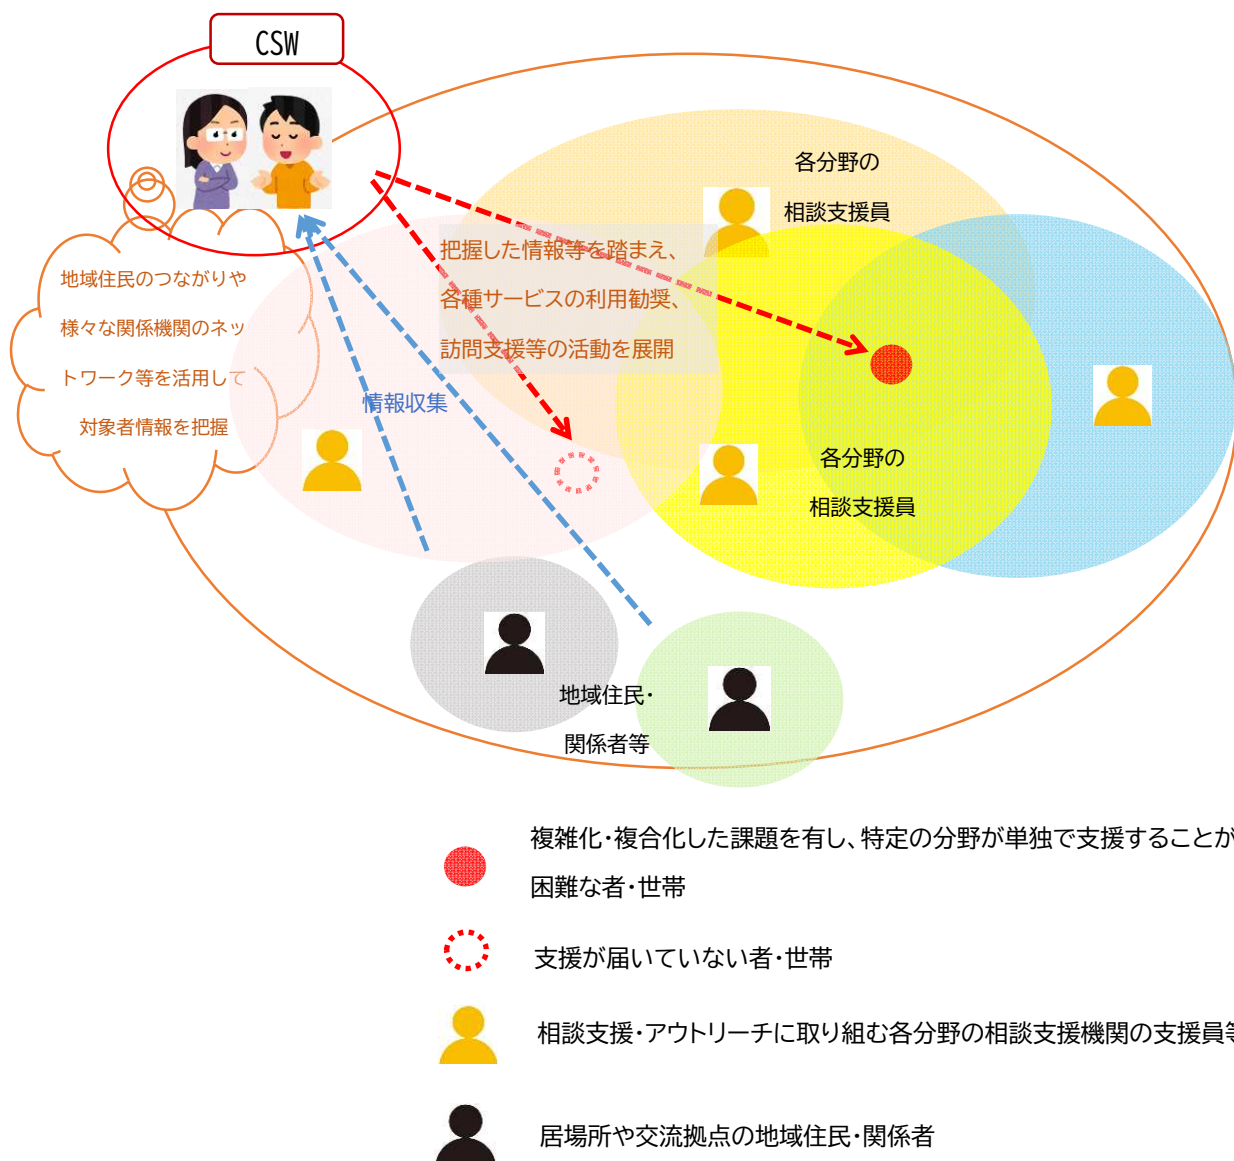 CSW
各分野の
相談支援員
把握した情報等を踏まえ、
各種サービスの利用勧奨、
訪問支援等の活動を展開
地域住民のつながりや
様々な関係機関のネッ
トワーク等を活用して
対象者情報を把握
情報収集
各分野の
相談支援員
地域住民・
関係者等
複雑化・複合化した課題を有し、特定の分野が単独で支援することが
困難な者・世帯
支援が届いていない者・世帯
相談支援・アウトリーチに取り組む各分野の相談支援機関の支援員等
居場所や交流拠点の地域住民・関係者